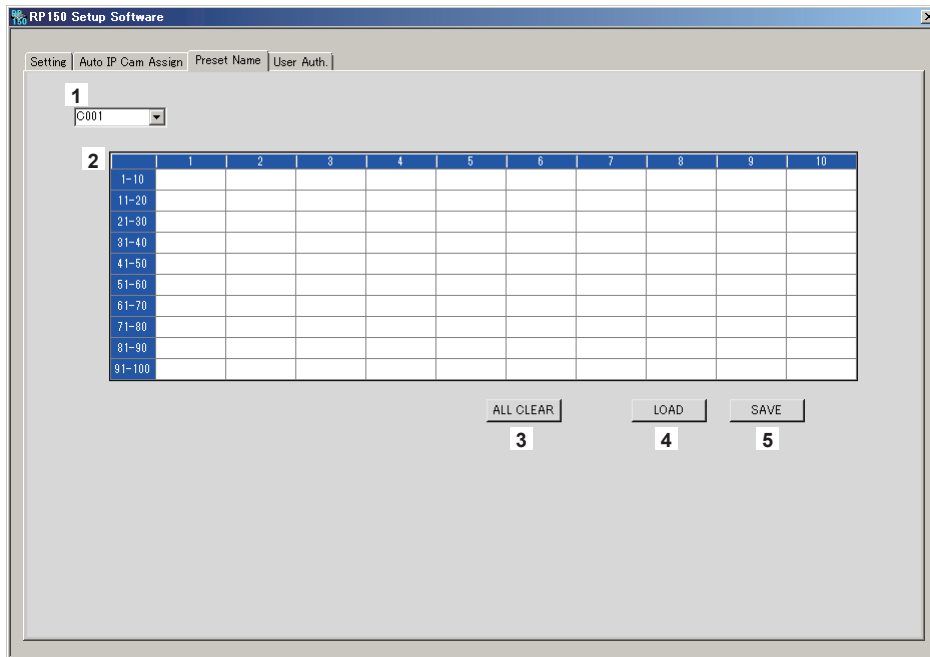 RP150 Setup Software
Setting Auto IP Cam Assign Preset Name User Auth.
1
C001
2
1 2 3 4 5 6 7 8 9 10
1-10
11-20
21-30
31-40
41-50
51-60
61-70
71-80
81-90
91-100
ALL CLEAR LOAD SAVE
3 4 5